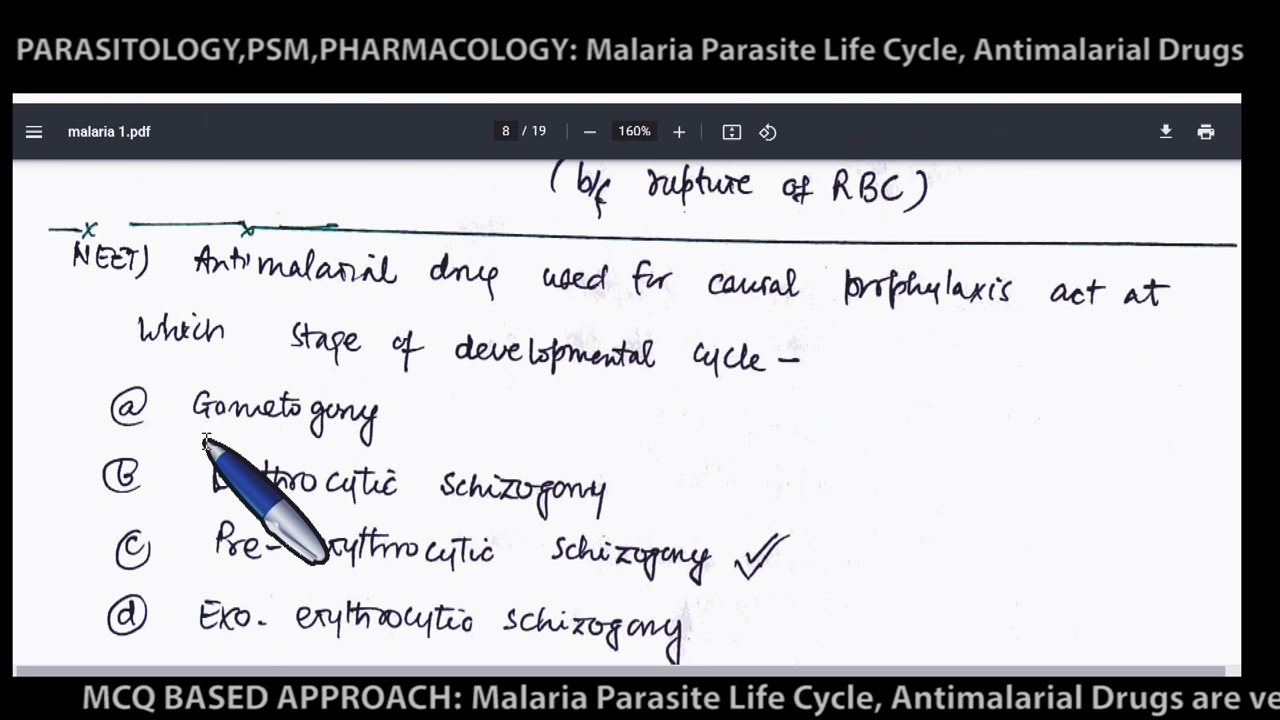 PARASITOLOGY,PSM,PHARMACOLOGY: Malaria Parasite Life Cycle, Antimalarial Drugs
malaria 1.pdf
8 / 19
160%
(b/c rupture of RBC)
NEET) Antimalarial drug used for causal prophylaxis act at
which stage of developmental cycle -
(a) Gometogony
(b) cytic schizogony
(c) Pre- erythrocytic schizogony
(d) Exo- erythrocytic schizogony
MCQ BASED APPROACH: Malaria Parasite Life Cycle, Antimalarial Drugs are ve